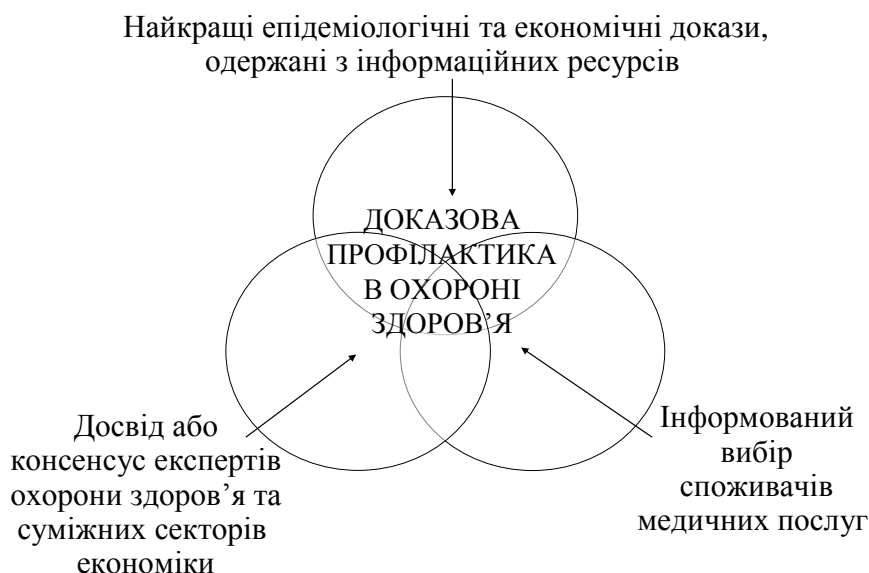 Найкращі епідеміологічні та економічні докази,
одержані з інформаційних ресурсів
ДОКАЗОВА
ПРОФІЛАКТИКА
В ОХОРОНІ
ЗДОРОВ’Я
Досвід або
консенсус експертів
охорони здоров’я та
суміжних секторів
економіки
Інформований
вибір
споживачів
медичних послуг